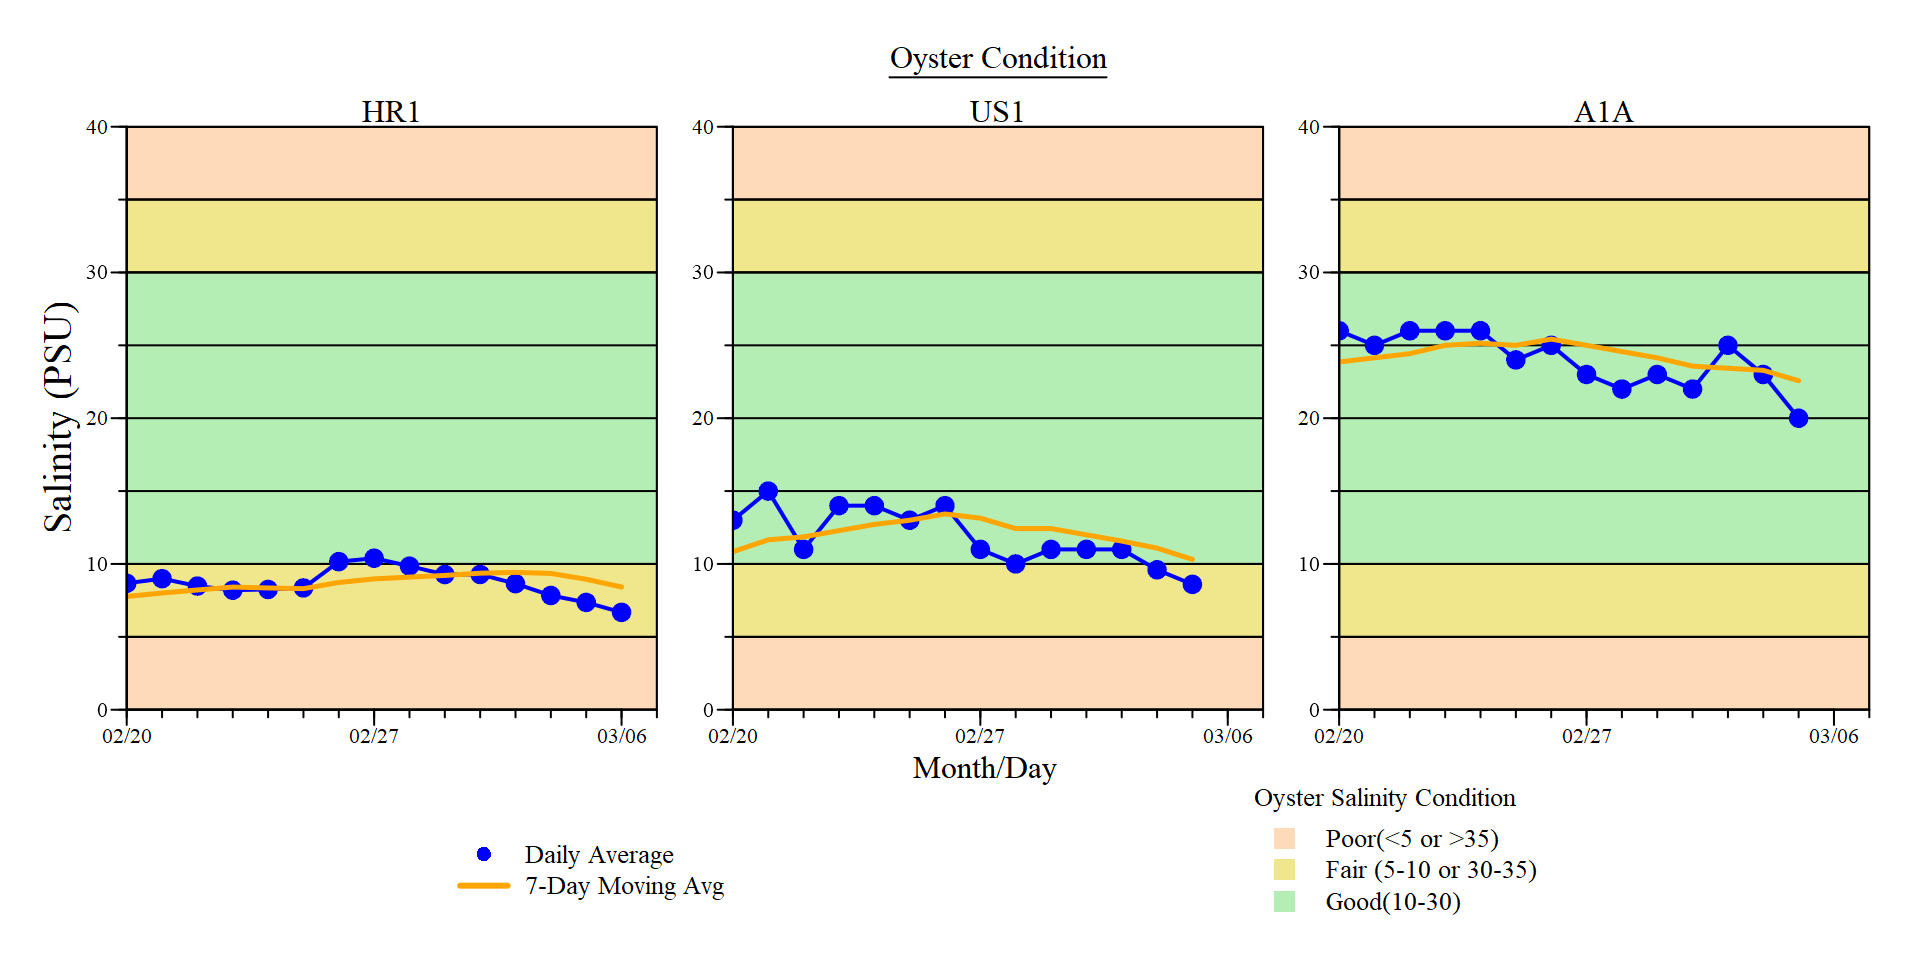 Oyster Condition
HR1
US1
A1A
Salinity (PSU)
40
30
20
10
0
02/20
02/27
03/06
40
30
20
10
0
02/20
02/27
03/06
40
30
20
10
0
02/20
02/27
03/06
Month/Day
Daily Average
7-Day Moving Avg
Oyster Salinity Condition
Poor(<5 or >35)
Fair (5-10 or 30-35)
Good(10-30)